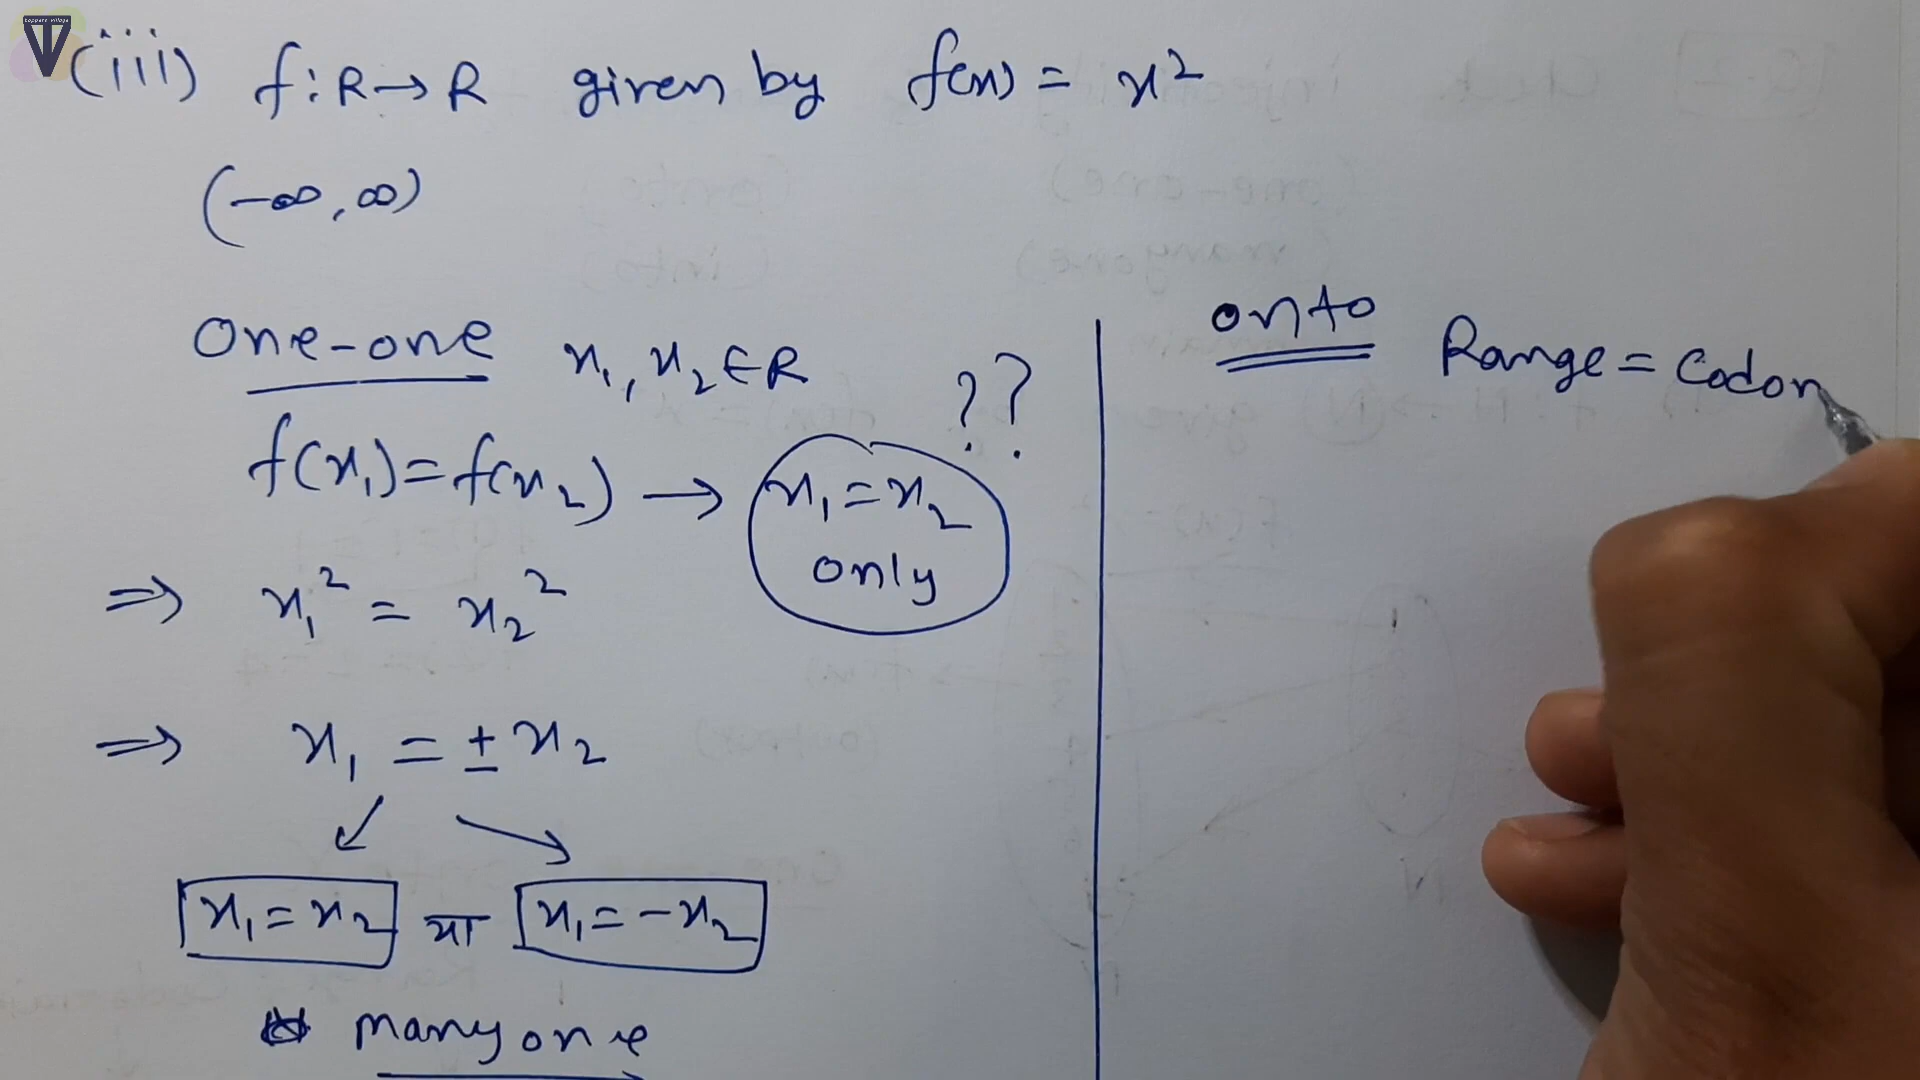 (iii) f:R→R given by f(x) = x²
(-∞, ∞)
One-one x₁, x₂ ∈ R
??
f(x₁)=f(x₂) → x₁=x₂
only
⇒ x₁² = x₂²
⇒ x₁ = ± x₂
x₁=x₂ या x₁=-x₂
many one
onto Range = Codom